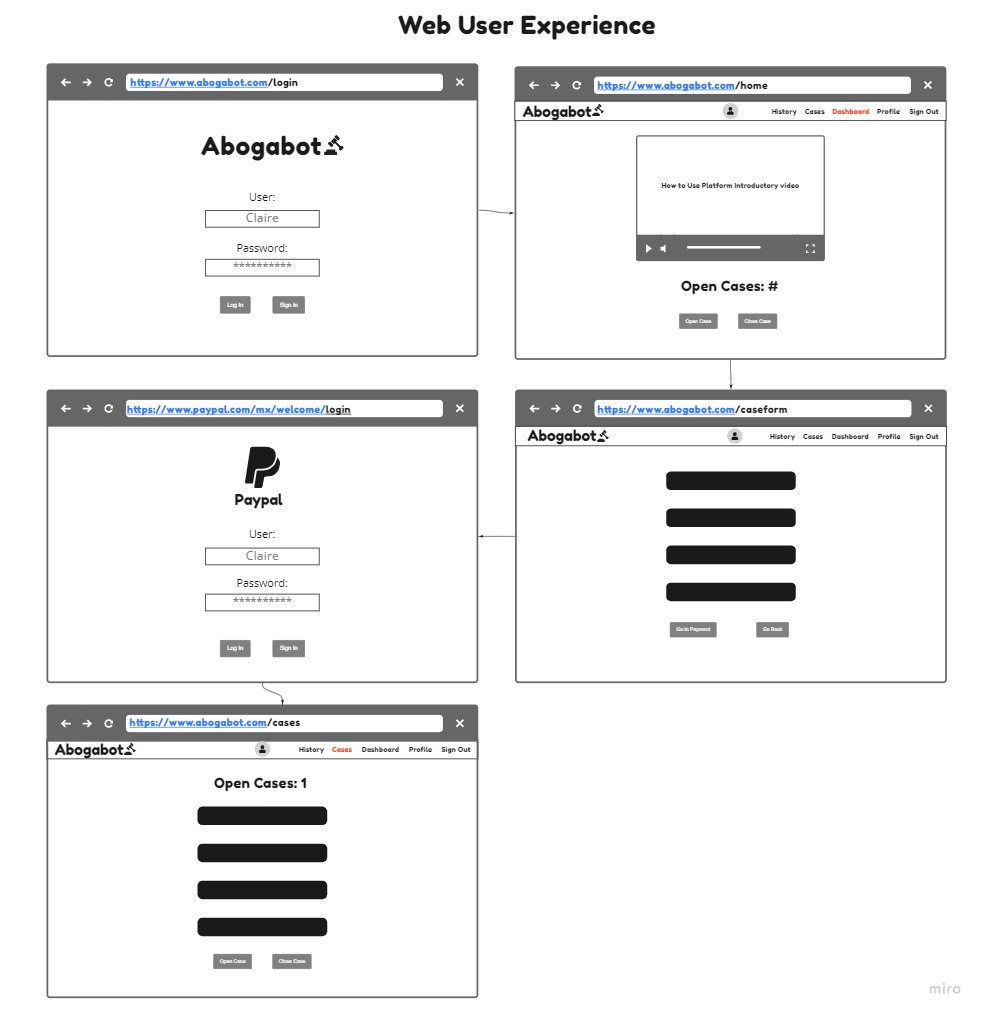 Web User Experience
https://www.abogabot.com/login
Abogabot
User:
Claire
Password:
**********
Log In
Sign In
https://www.abogabot.com/home
Abogabot
History Cases Dashboard Profile Sign Out
How to Use Platform Introductory video
Open Cases: #
Open Case
Close Case
https://www.abogabot.com/caseform
Abogabot
History Cases Dashboard Profile Sign Out
Go to Payment
Go Back
https://www.paypal.com/mx/welcome/login
Paypal
User:
Claire
Password:
**********
Log In
Sign In
https://www.abogabot.com/cases
Abogabot
History Cases Dashboard Profile Sign Out
Open Cases: 1
Open Case
Close Case
miro